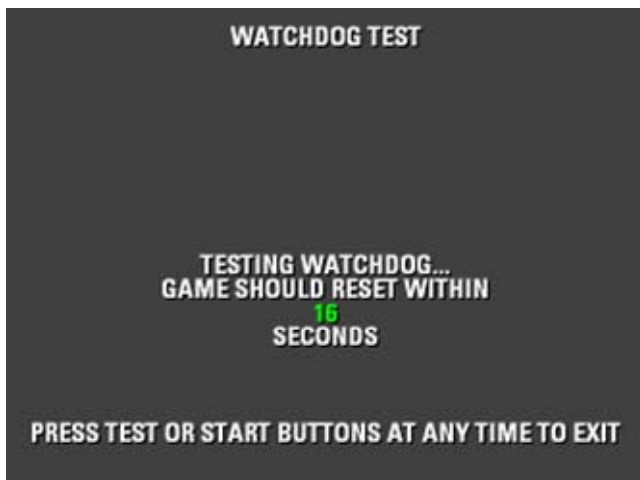 WATCHDOG TEST
TESTING WATCHDOG...
GAME SHOULD RESET WITHIN
16
SECONDS
PRESS TEST OR START BUTTONS AT ANY TIME TO EXIT